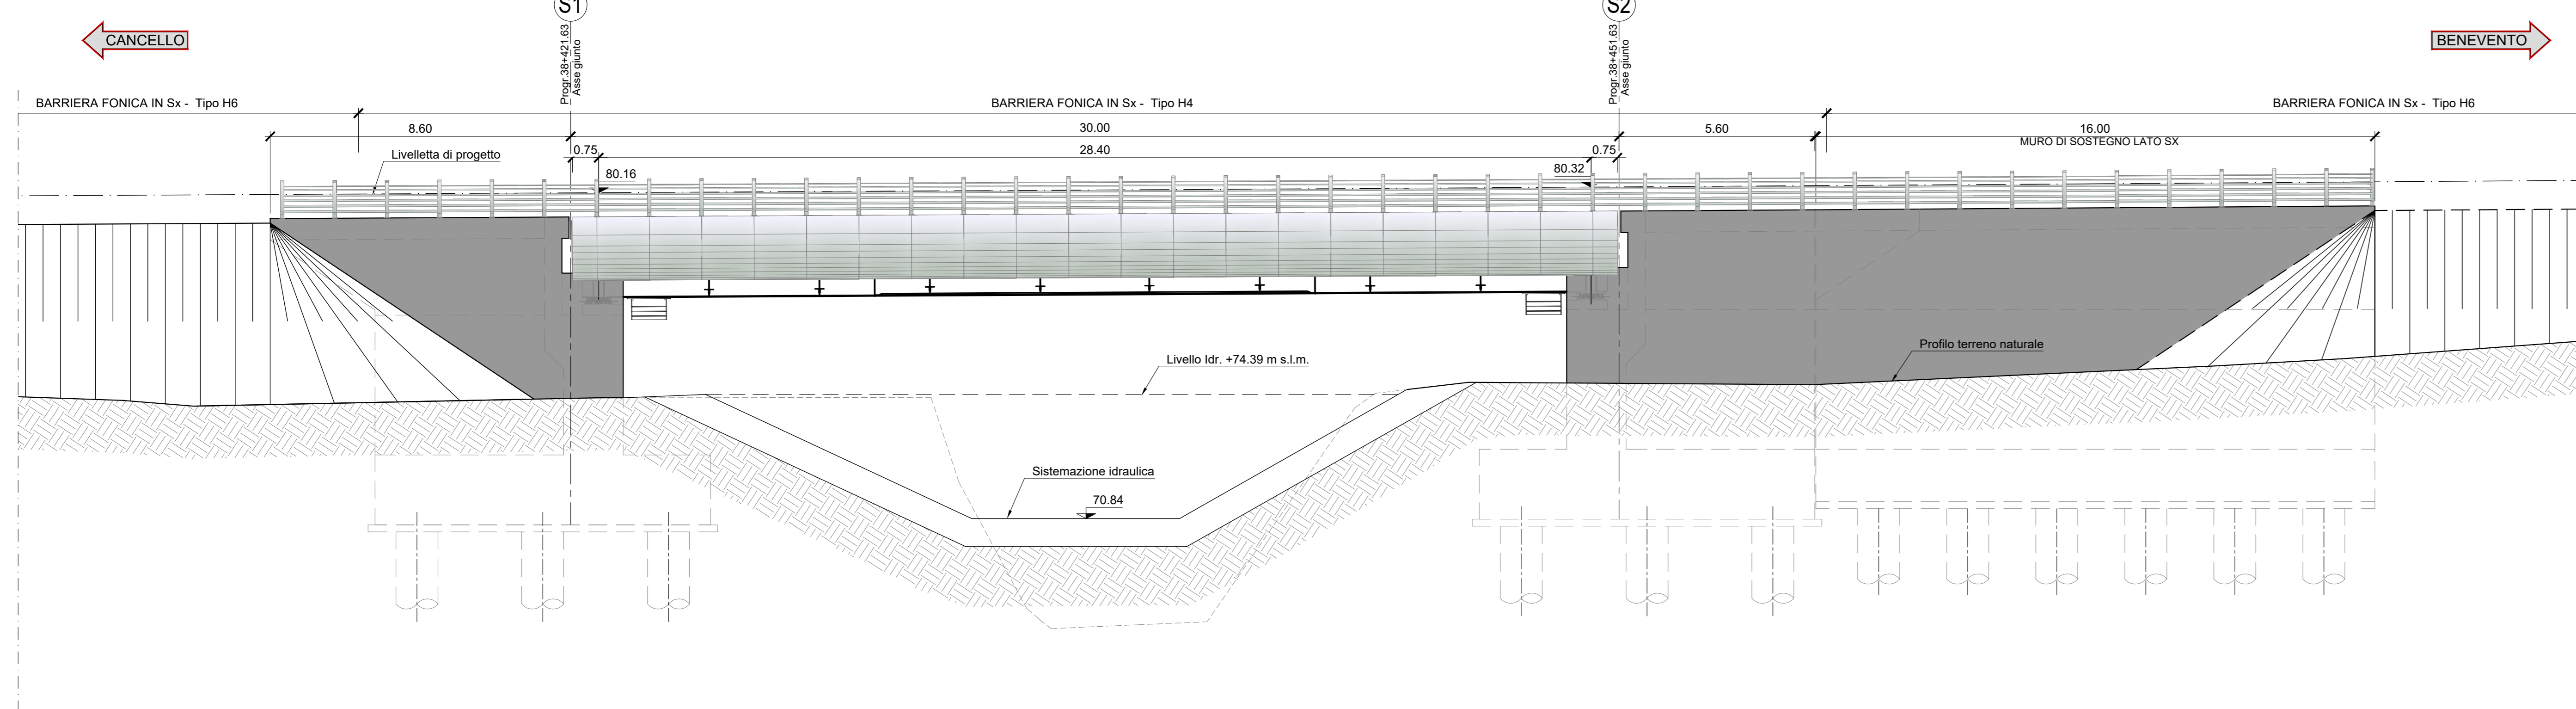 S1
S2
CANCELLO
BENEVENTO
Progr.38+421.63
Asse giunto
Progr.38+451.63
Asse giunto
BARRIERA FONICA IN Sx - Tipo H6
BARRIERA FONICA IN Sx - Tipo H4
BARRIERA FONICA IN Sx - Tipo H6
8.60
30.00
5.60
16.00
MURO DI SOSTEGNO LATO SX
Livelletta di progetto
0.75
28.40
0.75
80.16
80.32
Profilo terreno naturale
Livello Idr. +74.39 m s.l.m.
Sistemazione idraulica
70.84